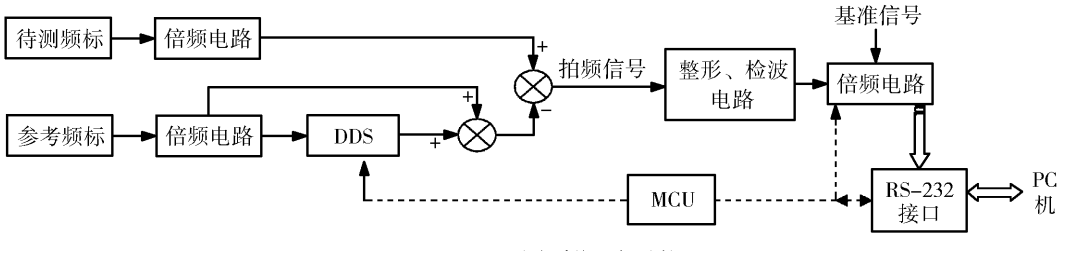 基准信号
待测频标
倍频电路
+
拍频信号
整形、检波
电路
倍频电路
+
−
参考频标
倍频电路
DDS
+
MCU
RS-232
接口
PC
机